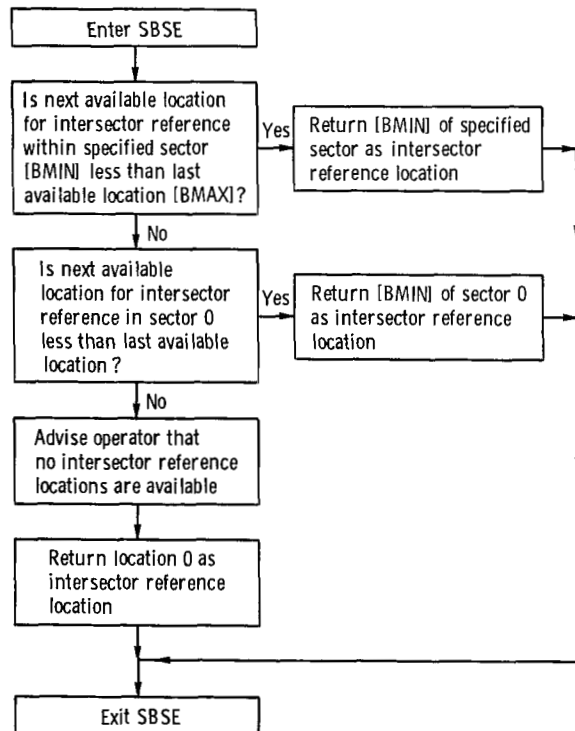 Enter SBSE
Is next available location
for intersector reference
within specified sector
[BMIN] less than last
available location [BMAX]?
Yes
Return [BMIN] of specified
sector as intersector
reference location
No
Is next available
location for intersector
reference in sector 0
less than last available
location ?
Yes
Return [BMIN] of sector 0
as intersector reference
location
No
Advise operator that
no intersector reference
locations are available
Return location 0 as
intersector reference
location
Exit SBSE